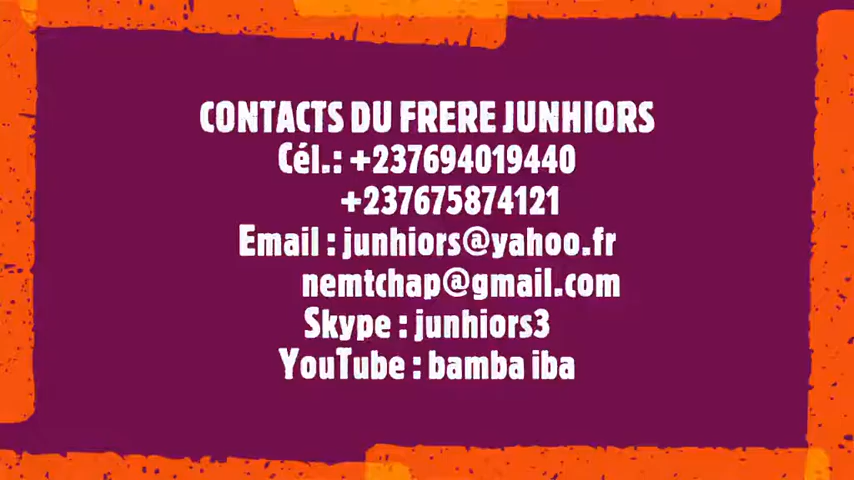 CONTACTS DU FRERE JUNHIORS
Cél.: +237694019440
+237675874121
Email : junhiors@yahoo.fr
nemtchap@gmail.com
Skype : junhiors3
YouTube : bamba iba